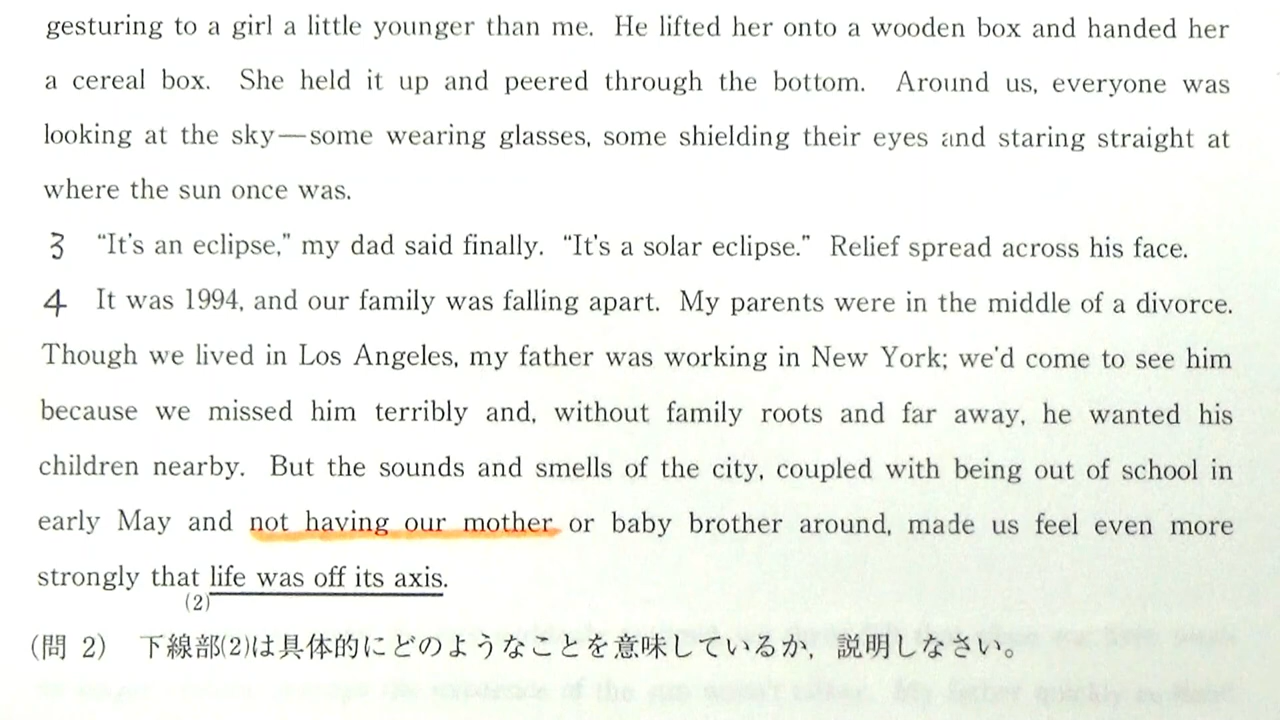 gesturing to a girl a little younger than me. He lifted her onto a wooden box and handed her
a cereal box. She held it up and peered through the bottom. Around us, everyone was
looking at the sky—some wearing glasses, some shielding their eyes and staring straight at
where the sun once was.
3 “It's an eclipse,” my dad said finally. “It's a solar eclipse.” Relief spread across his face.
4 It was 1994, and our family was falling apart. My parents were in the middle of a divorce.
Though we lived in Los Angeles, my father was working in New York; we'd come to see him
because we missed him terribly and, without family roots and far away, he wanted his
children nearby. But the sounds and smells of the city, coupled with being out of school in
early May and not having our mother or baby brother around, made us feel even more
strongly that life was off its axis.
(2)
(問 2) 下線部(2)は具体的にどのようなことを意味しているか，説明しなさい。